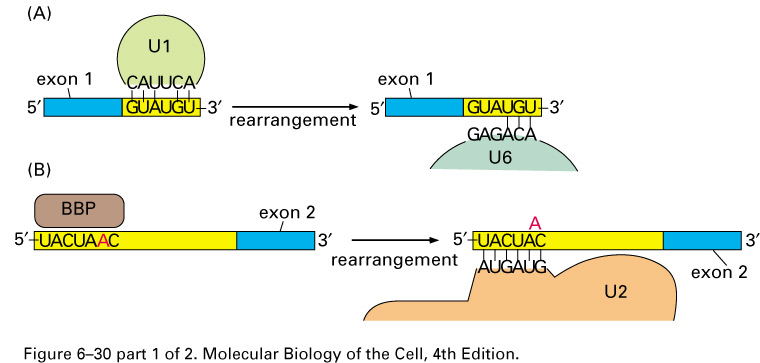 (A)
U1
CAUUCA
exon 1
5′ GUAUGU 3′
rearrangement
exon 1
5′ GUAUGU 3′
GAGACA
U6
(B)
BBP
exon 2
5′ UACUAAC 3′
rearrangement
A
5′ UACUAC 3′
AUGAUG
exon 2
U2
Figure 6–30 part 1 of 2. Molecular Biology of the Cell, 4th Edition.